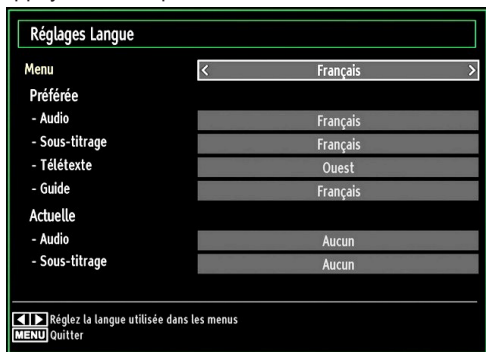 Réglages Langue
Menu < Français >
Préférée
- Audio Français
- Sous-titrage Français
- Télétexte Ouest
- Guide Français
Actuelle
- Audio Aucun
- Sous-titrage Aucun
Réglez la langue utilisée dans les menus
MENU Quitter